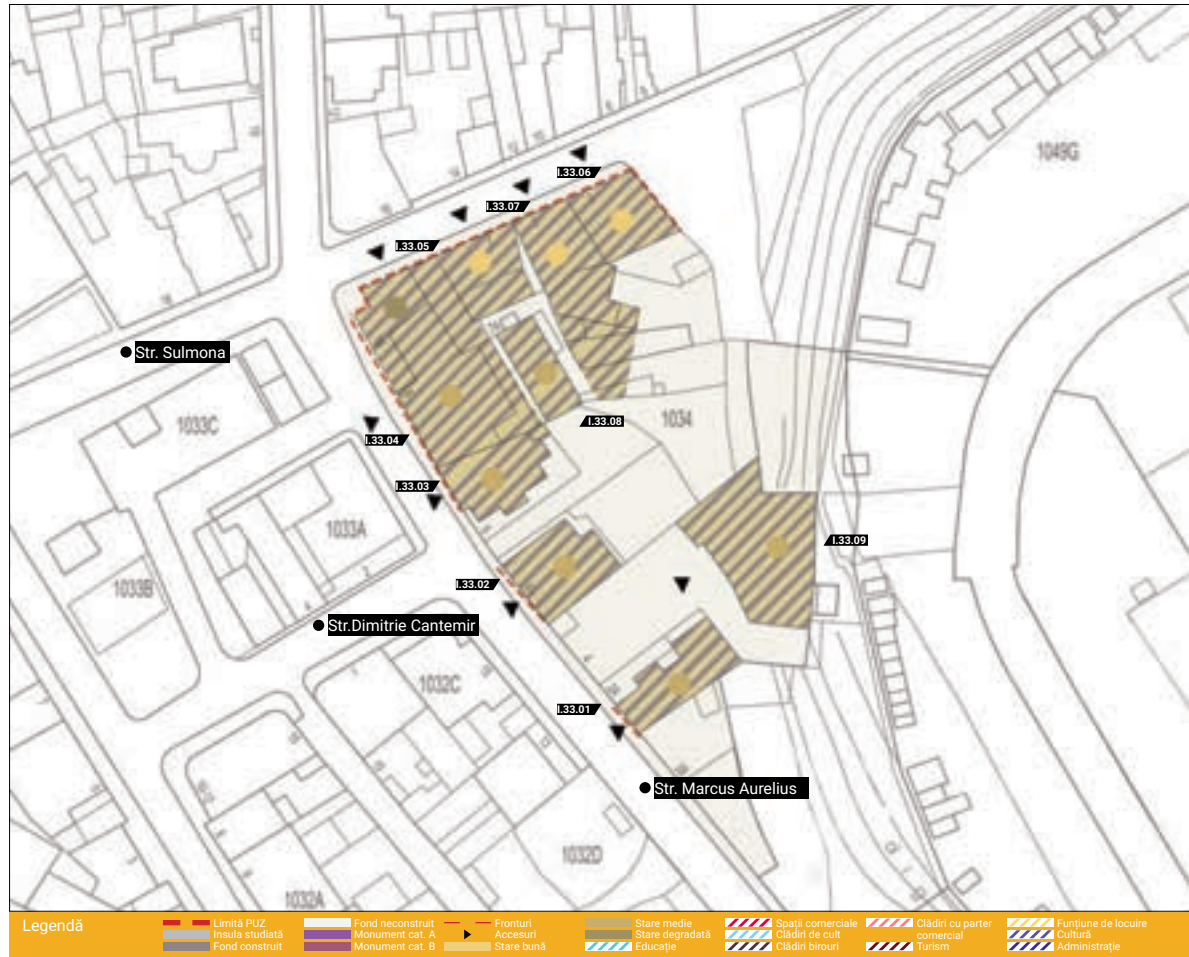 1049G
I.33.06
I.33.07
I.33.05
Str. Sulmona
1033C
1034
I.33.08
I.33.04
I.33.03
1033A
I.33.09
1033B
I.33.02
Str.Dimitrie Cantemir
1032C
I.33.01
Str. Marcus Aurelius
1032D
1032A
Legendă
Limită PUZ
Insula studiată
Fond construit
Fond neconstruit
Monument cat. A
Monument cat. B
Fronturi
Accesuri
Stare bună
Stare medie
Stare degradată
Educație
Spații comerciale
Clădiri de cult
Clădiri birouri
Clădiri cu parter
comercial
Turism
Funțiune de locuire
Cultură
Administrație